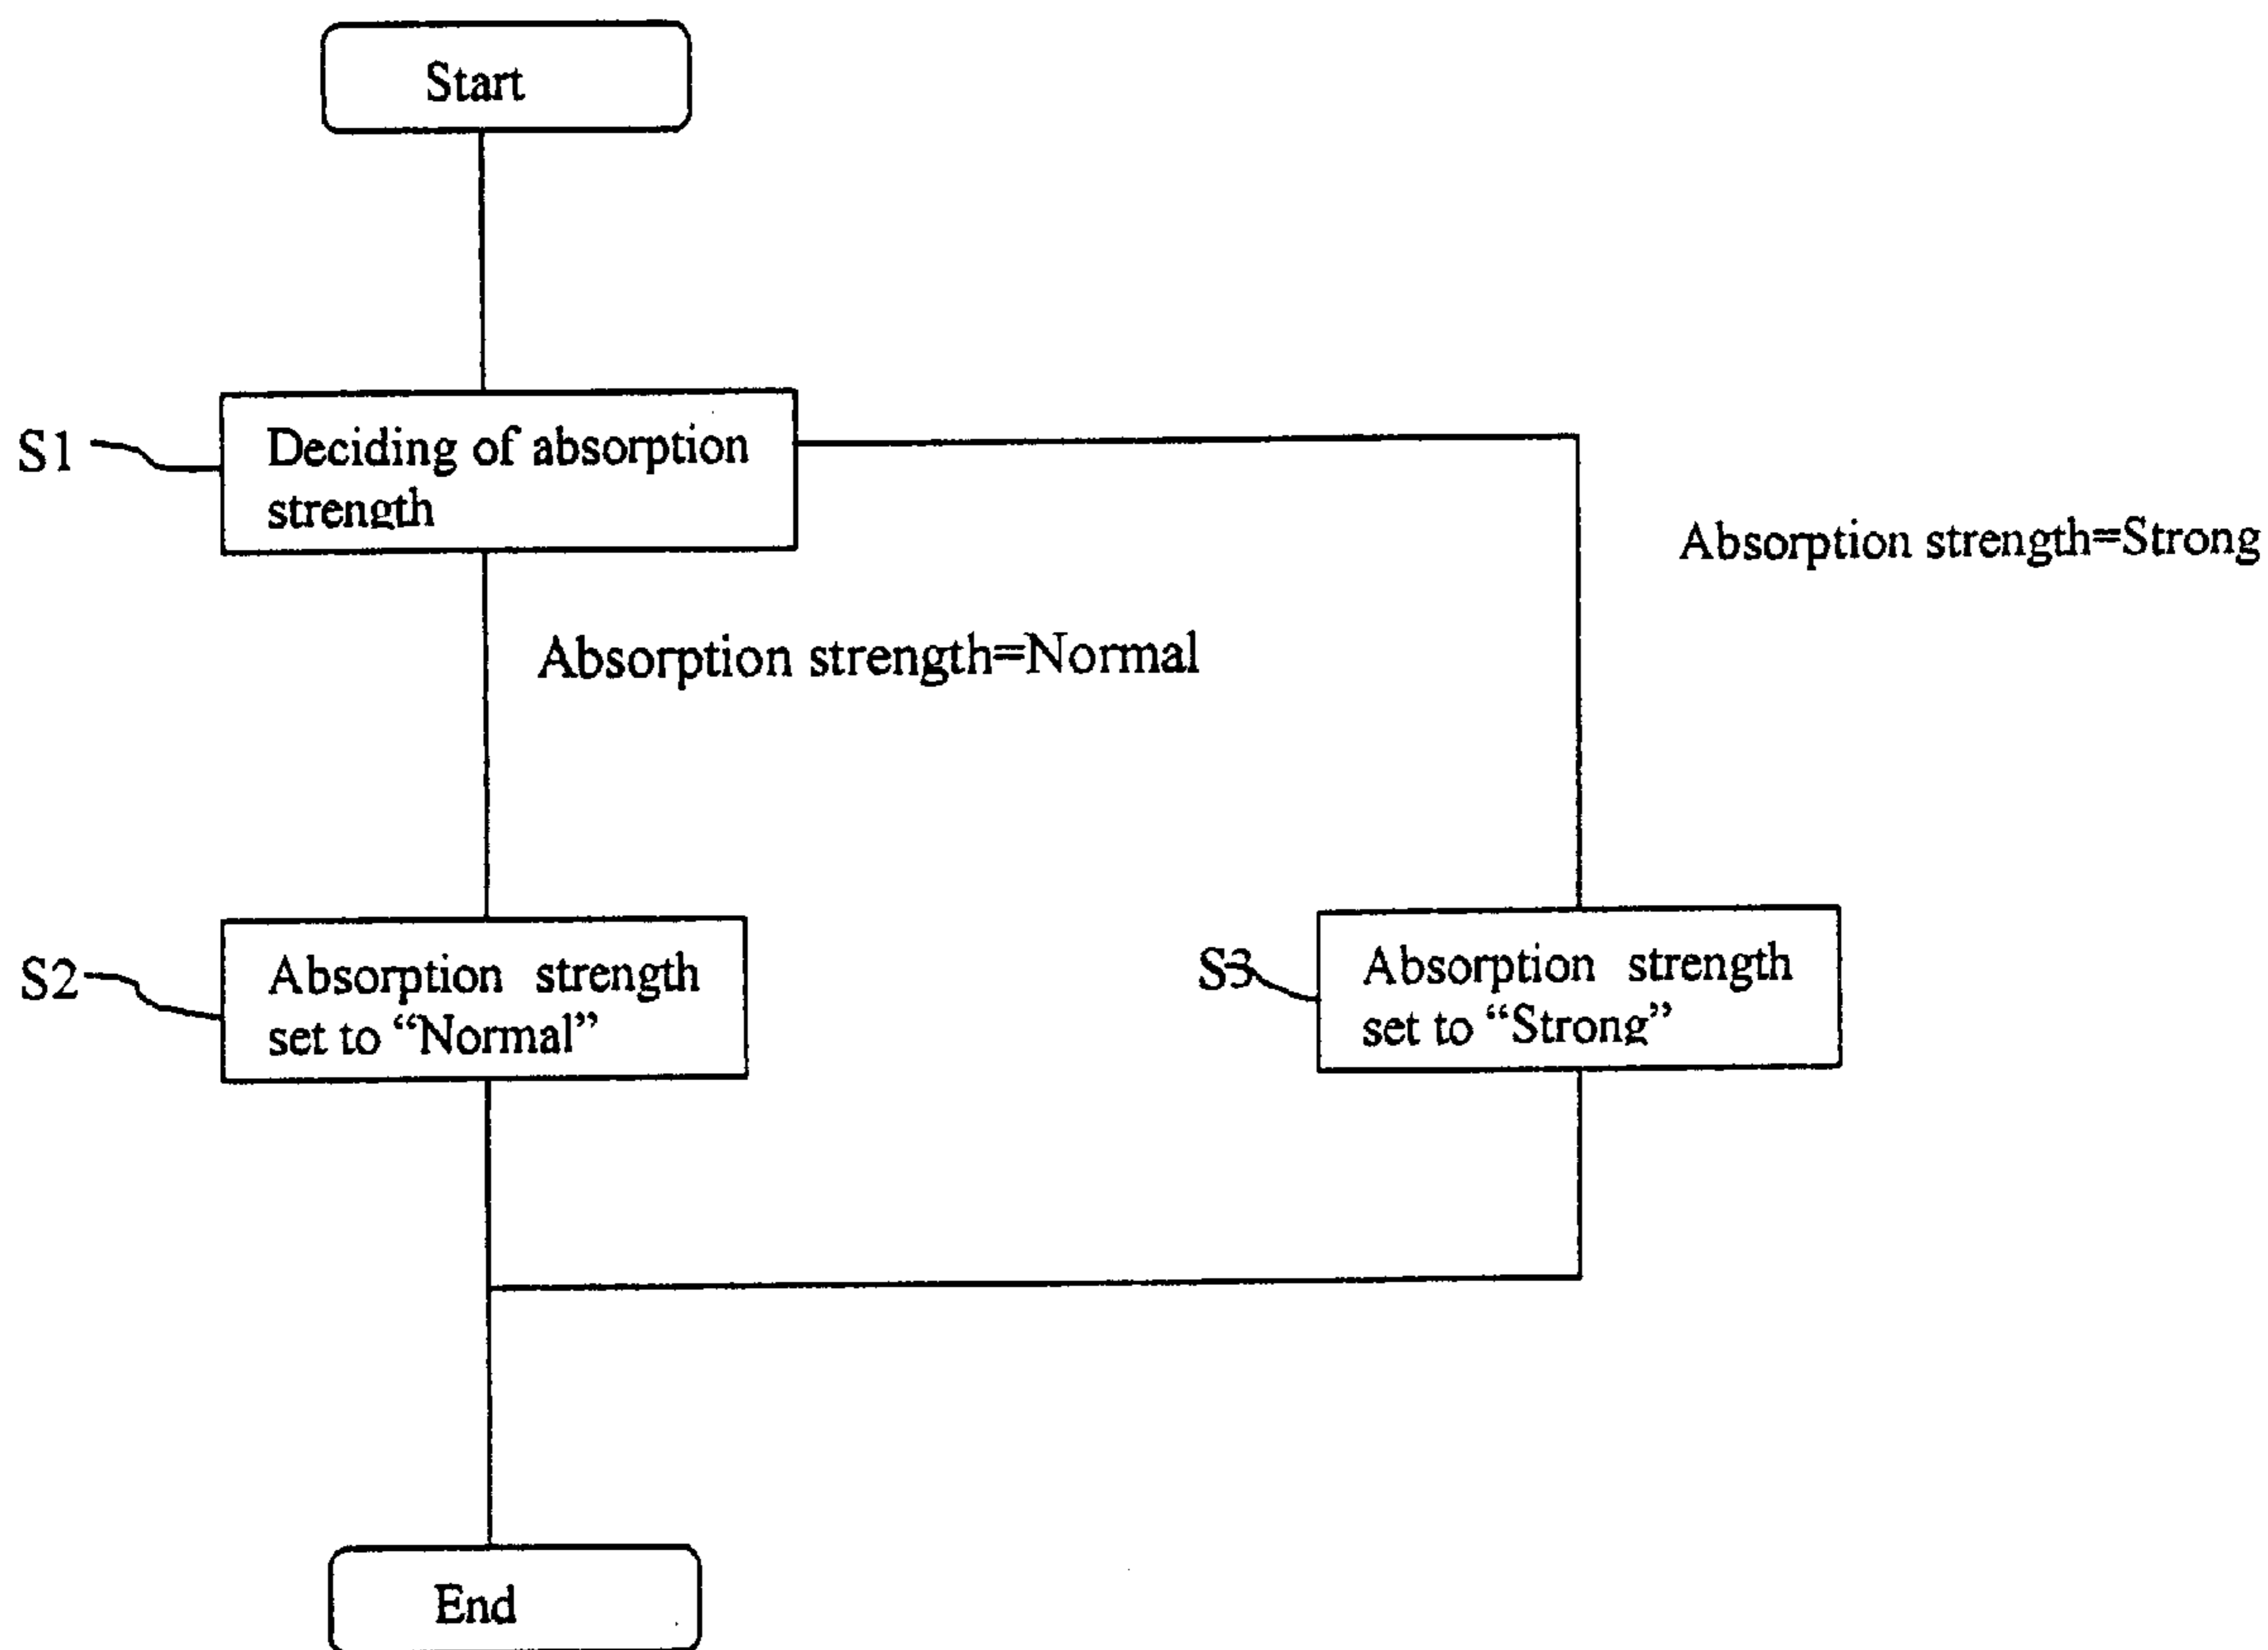 Start
S1
Deciding of absorption
strength
Absorption strength=Strong
Absorption strength=Normal
S2
Absorption strength
set to “Normal”
S3
Absorption strength
set to “Strong”
End